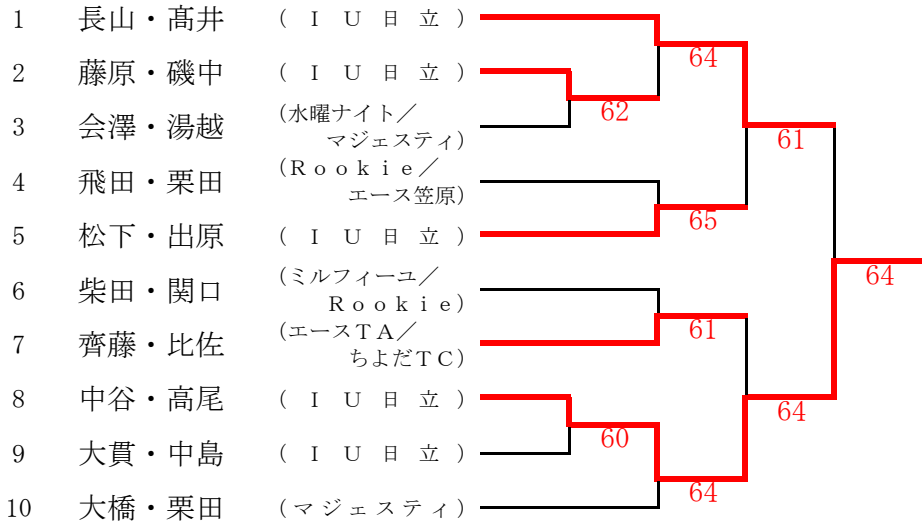 1 長山・髙井 (ＩＵ日立)
64
2 藤原・磯中 (ＩＵ日立)
62
3 会澤・湯越 (水曜ナイト／
マジェスティ)
61
4 飛田・栗田 (Ｒｏｏｋｉｅ／
エース笠原)
65
5 松下・出原 (ＩＵ日立)
64
6 柴田・関口 (ミルフィーユ／
Ｒｏｏｋｉｅ)
61
7 齊藤・比佐 (エースＴＡ／
ちよだＴＣ)
8 中谷・高尾 (ＩＵ日立)
64
60
9 大貫・中島 (ＩＵ日立)
64
10 大橋・栗田 (マジェスティ)